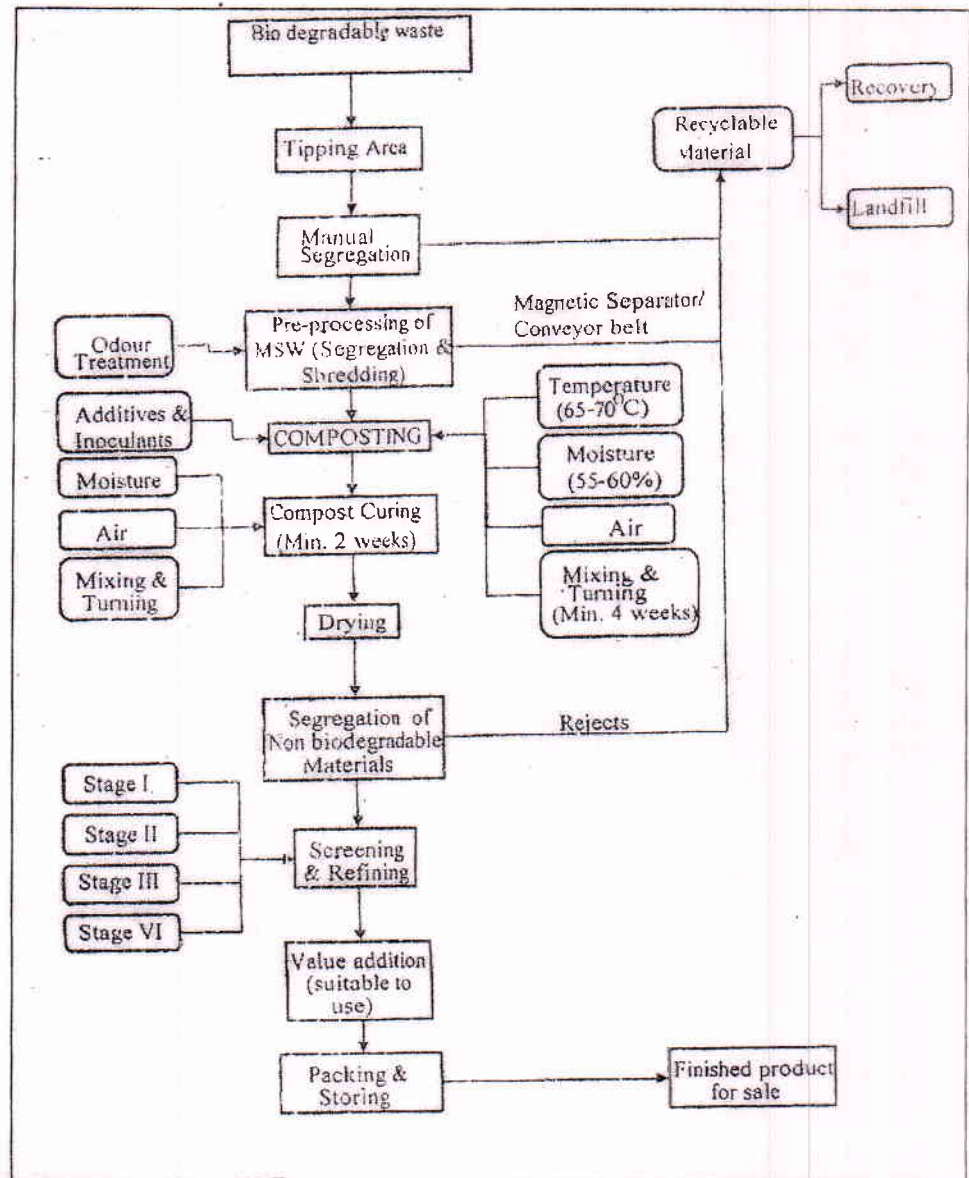 Bio degradable waste
Recovery
Recyclable
Material
Tipping Area
Landfill
Manual
Segregation
Magnetic Separator/
Conveyor belt
Pre-processing of
MSW (Segregation &
Shredding)
Odour
Treatment
Temperature
(65-70°C)
Additives &
Inoculants
COMPOSTING
Moisture
Moisture
(55-60%)
Compost Curing
(Min. 2 weeks)
Air
Air
Mixing &
Turning
Mixing &
Turning
(Min. 4 weeks)
Drying
Segregation of
Non biodegradable
Materials
Rejects
Stage I
Stage II
Screening
& Refining
Stage III
Stage VI
Value addition
(suitable to
use)
Packing &
Storing
Finished product
for sale